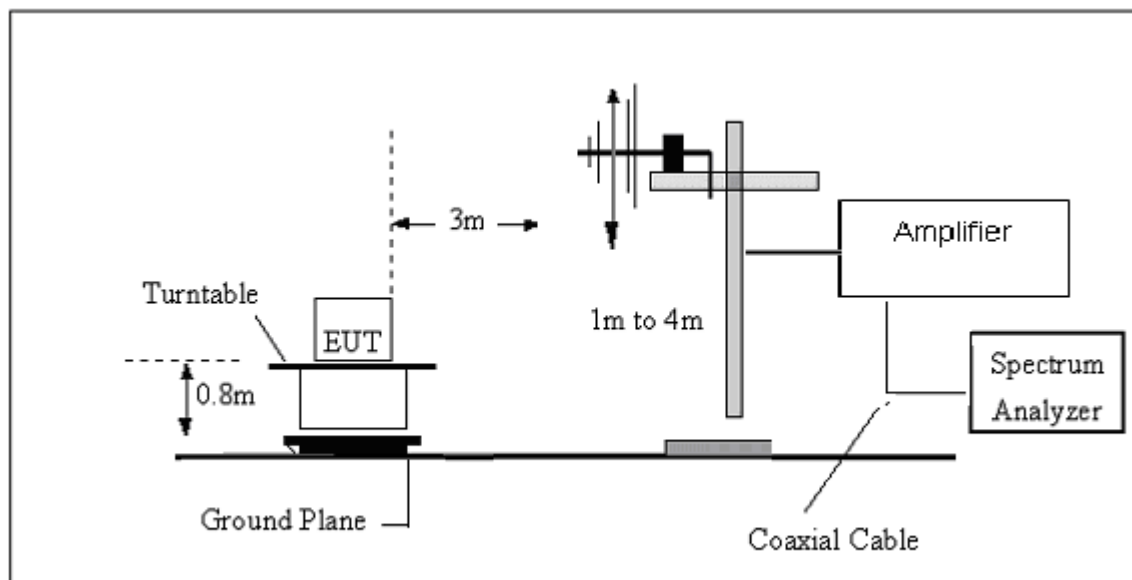 Amplifier
3m
Turntable
1m to 4m
EUT
Spectrum
Analyzer
0.8m
Ground Plane
Coaxial Cable